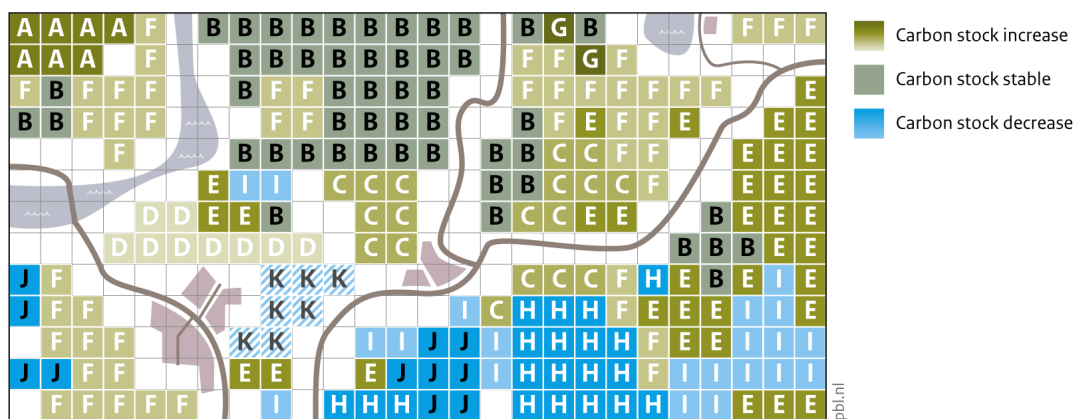 A A A A F B B B B B B B B B B G B F F F
A A A F B B B B B B B B F F G F
F B F F F B F F B B B B F F F F F F F E
B B F F F F F B B B B B F E F F E E E
F B B B B B B B B B C C F F E E E
E I I C C C B B C C C F E E E
D D E E B C C B C C E E B E E E
D D D D D D D C C B B B E E
J F K K K C C C F H E B E I E
J F F K K I C H H H F E E E I I E
F F F K K I I J J I H H H H F E E I I I
J J F F E E E J J J I H H H H F I I I I I
F F F F F I H H H J J H H H H H I I E E E
Carbon stock increase
Carbon stock stable
Carbon stock decrease
pbl.nl